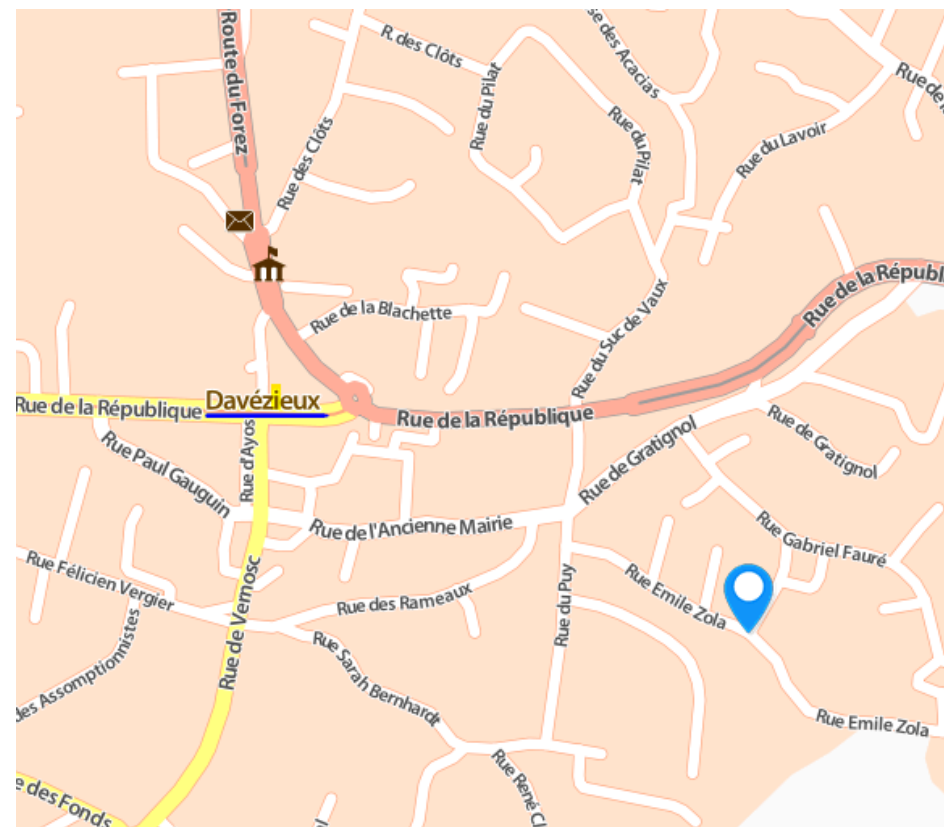 Route du Forez
R. des Clôts
Rue du Pilat
se des Acacias
Rue de
Rue des Clôts
Rue du Pilat
Rue du Lavoir
Rue de la Républ
Rue de la Blachette
Rue du Suc de Vaux
Rue de la République
Davézieux
Rue de la République
Rue d'Ayos
Rue Paul Gauguin
Rue de Gratignol
Rue de Gratignol
Rue de l'Ancienne Mairie
Rue Gabriel Fauré
Rue Félicien Vergier
Rue des Rameaux
Rue Emile Zola
Rue du Puy
Rue de Vernosc
des Assomptionnistes
Rue Sarah Bernhardt
Rue Emile Zola
Rue René Cl
e des Fonds
el